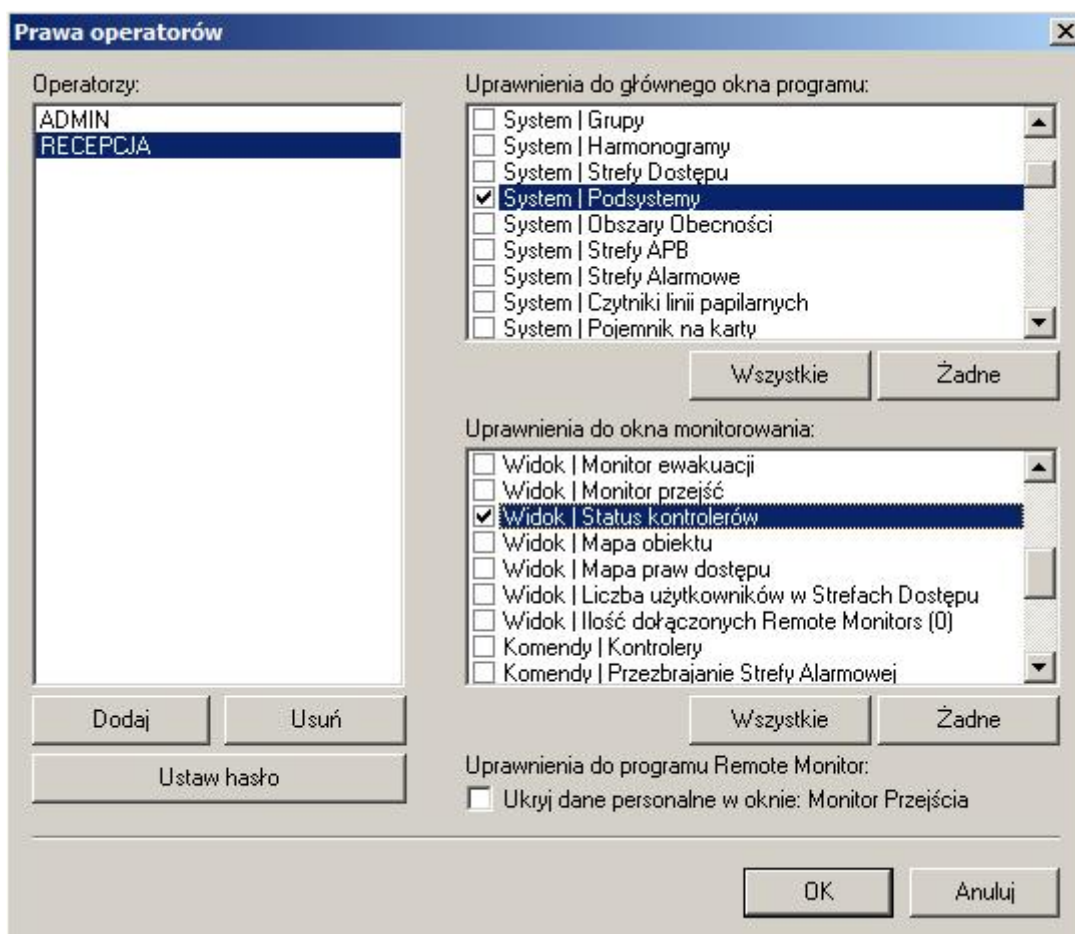 Prawa operatorów
Operatorzy:
ADMIN
RECEPCJA
Dodaj
Usuń
Ustaw hasło
Uprawnienia do głównego okna programu:
System | Grupy
System | Harmonogramy
System | Strefy Dostępu
System | Podsystemy
System | Obszary Obecności
System | Strefy APB
System | Strefy Alarmowe
System | Czytniki linii papilarnych
System | Pojemnik na karty
Wszystkie
Żadne
Uprawnienia do okna monitorowania:
Widok | Monitor ewakuacji
Widok | Monitor przejść
Widok | Status kontrolerów
Widok | Mapa obiektu
Widok | Mapa praw dostępu
Widok | Liczba użytkowników w Strefach Dostępu
Widok | Ilość dołączonych Remote Monitors (0)
Komendy | Kontrolery
Komendy | Przezbrajanie Strefy Alarmowej
Wszystkie
Żadne
Uprawnienia do programu Remote Monitor:
Ukryj dane personalne w oknie: Monitor Przejścia
OK
Anuluj